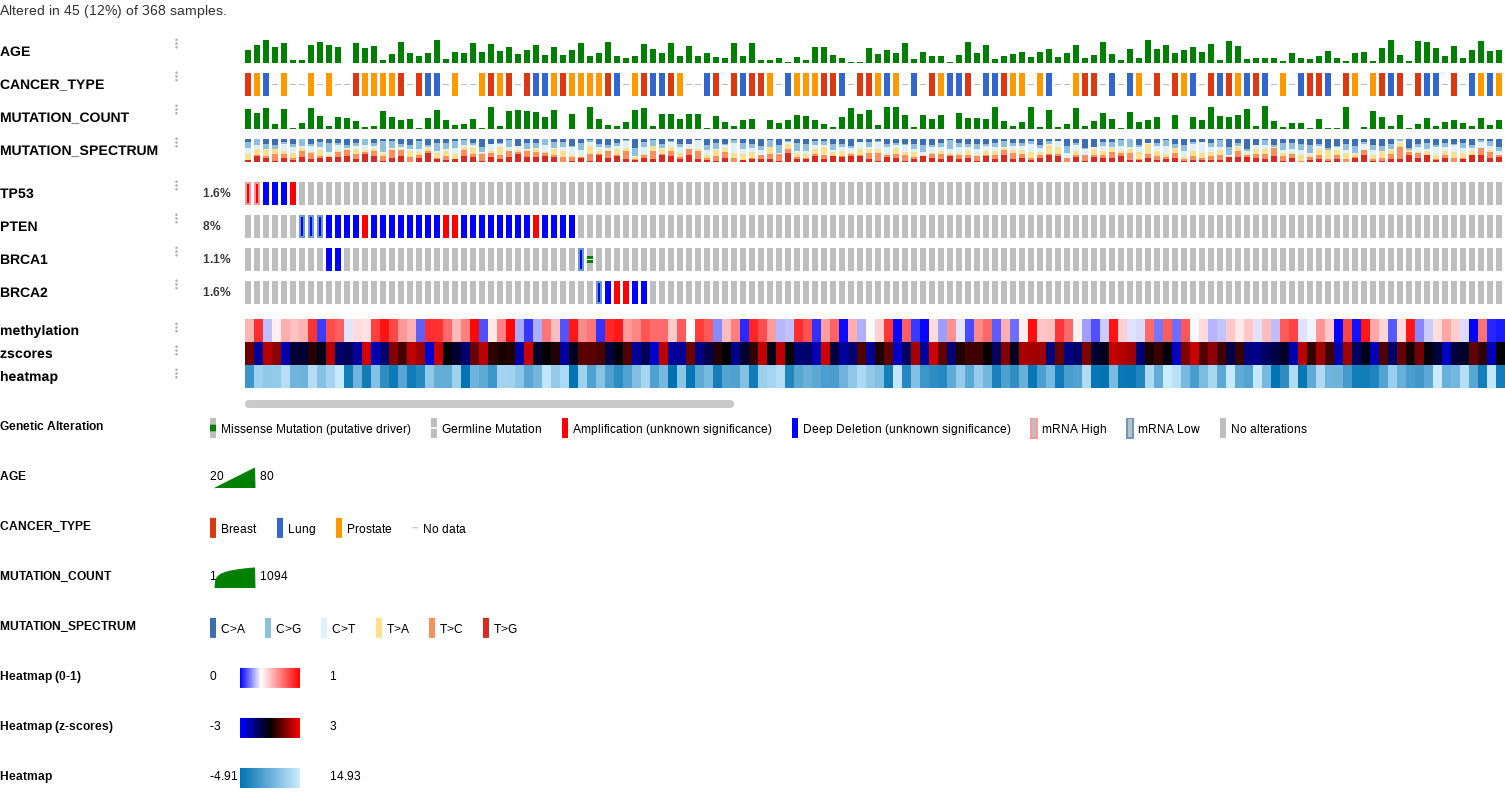 Altered in 45 (12%) of 368 samples.
AGE
CANCER_TYPE
MUTATION_COUNT
MUTATION_SPECTRUM
TP53 1.6%
PTEN 8%
BRCA1 1.1%
BRCA2 1.6%
methylation
zscores
heatmap
Genetic Alteration Missense Mutation (putative driver) Germline Mutation Amplification (unknown significance) Deep Deletion (unknown significance) mRNA High mRNA Low No alterations
AGE 20 80
CANCER_TYPE Breast Lung Prostate No data
MUTATION_COUNT 1 1094
MUTATION_SPECTRUM C>A C>G C>T T>A T>C T>G
Heatmap (0-1) 0 1
Heatmap (z-scores) -3 3
Heatmap -4.91 14.93